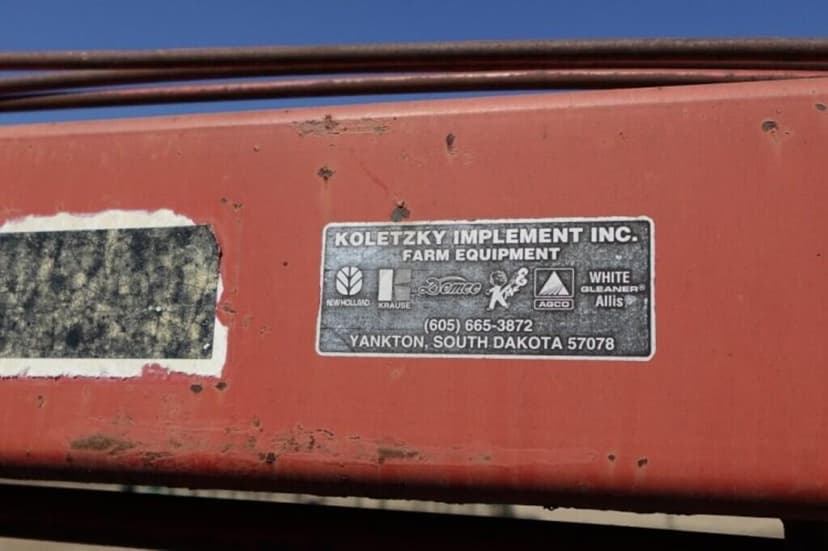 KOLETZKY IMPLEMENT INC.
FARM EQUIPMENT
NEW HOLLAND
KRAUSE
Demco
Knight
AGCO
WHITE
GLEANER®
Allis
(605) 665-3872
YANKTON, SOUTH DAKOTA 57078